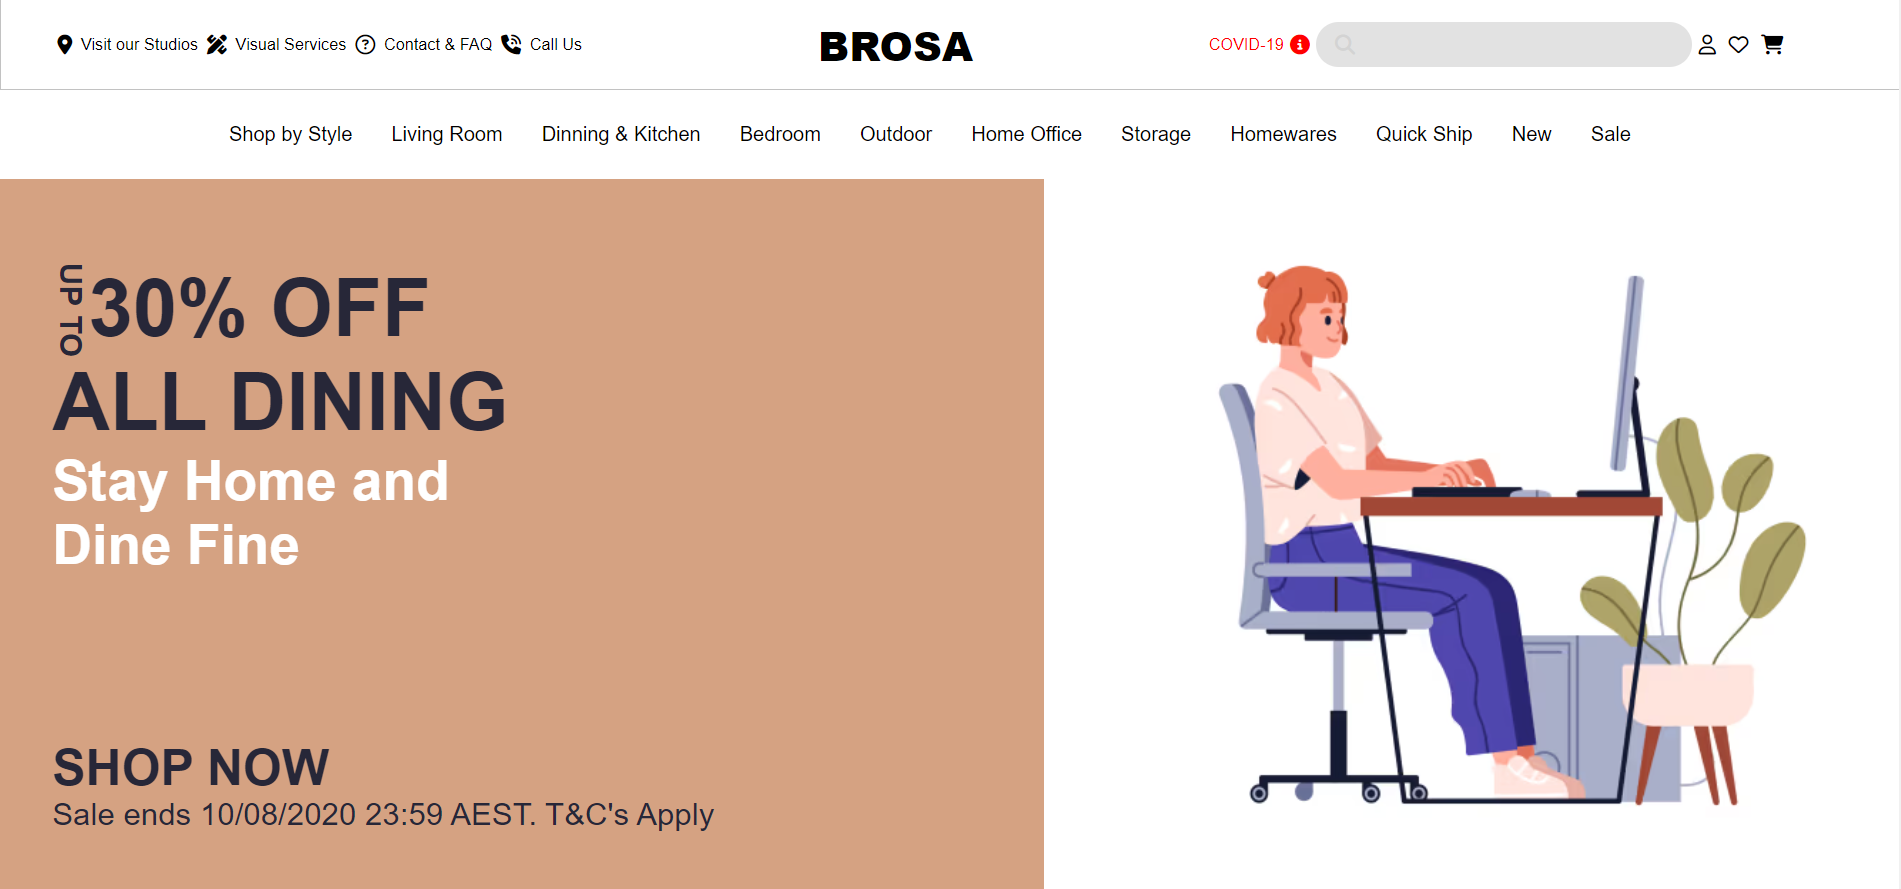 Visit our Studios Visual Services Contact & FAQ Call Us
BROSA
COVID-19
Shop by Style Living Room Dinning & Kitchen Bedroom Outdoor Home Office Storage Homewares Quick Ship New Sale
UP TO
30% OFF
ALL DINING
Stay Home and
Dine Fine
SHOP NOW
Sale ends 10/08/2020 23:59 AEST. T&C's Apply